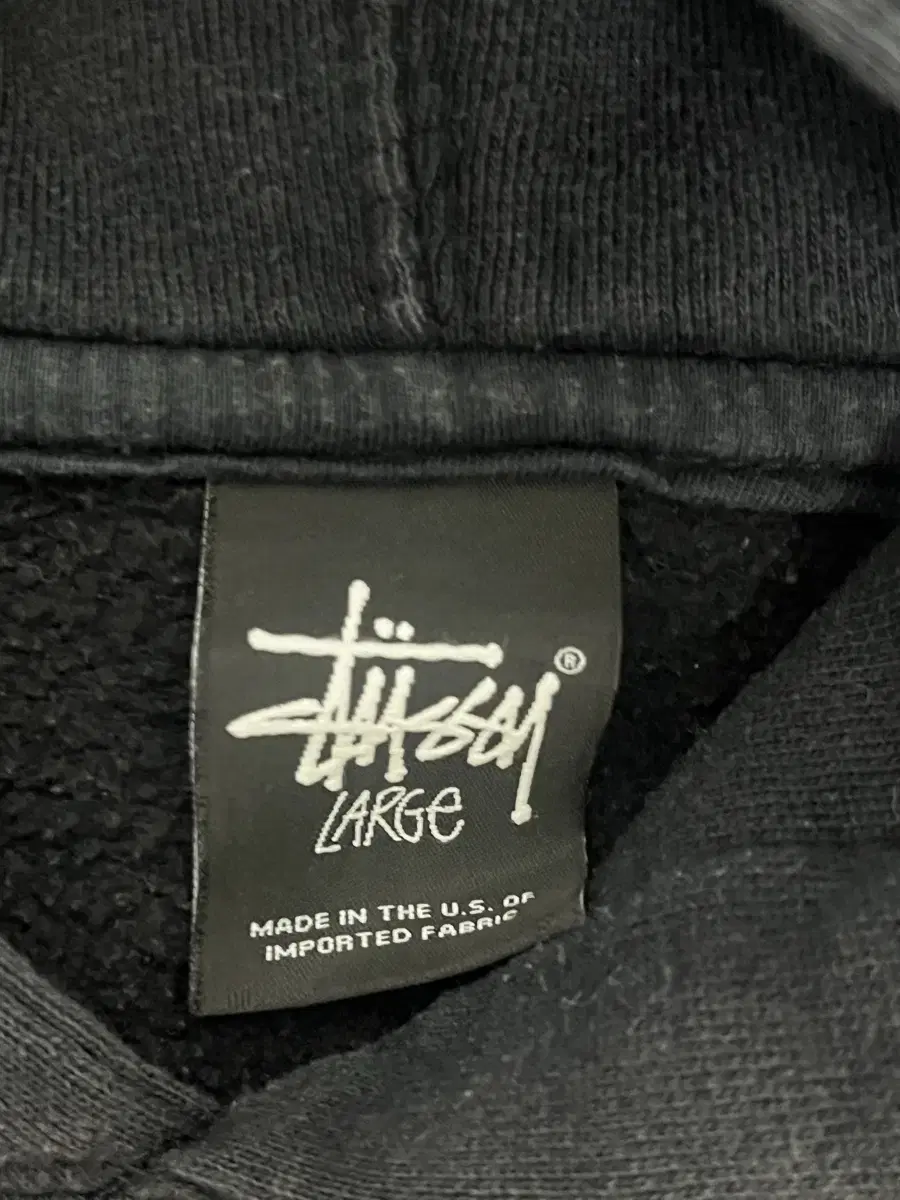 Stüssy
®
LARGE
MADE IN THE U.S. OF
IMPORTED FABRIC